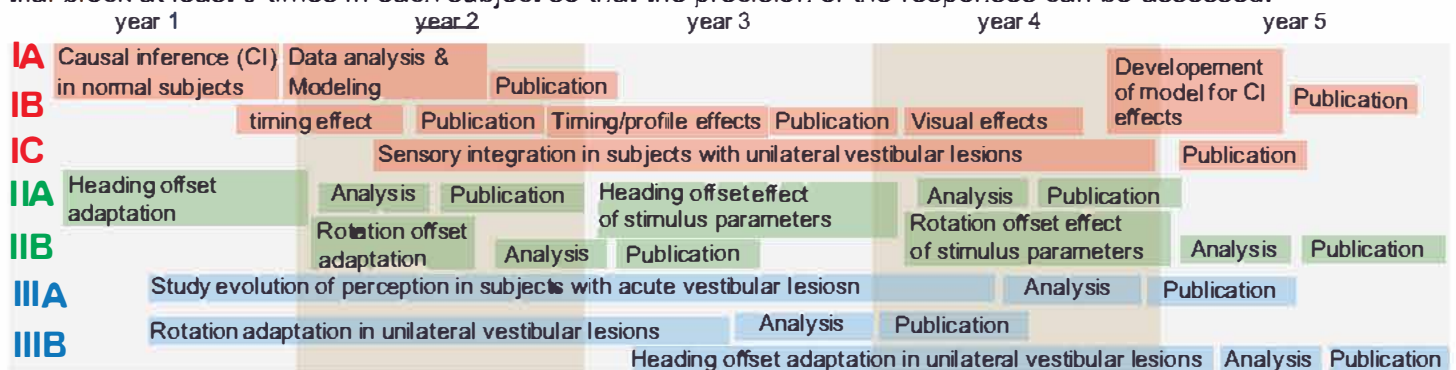 year 1 year 2 year 3 year 4 year 5
IA Causal inference (CI) in normal subjects Data analysis & Modeling Publication Developement of model for CI effects Publication
IB timing effect Publication Timing/profile effects Publication Visual effects
IC Sensory integration in subjects with unilateral vestibular lesions Publication
IIA Heading offset adaptation Analysis Publication Heading offset effect of stimulus parameters Analysis Publication
IIB Rotation offset adaptation Analysis Publication Rotation offset effect of stimulus parameters Analysis Publication
IIIA Study evolution of perception in subjects with acute vestibular lesiosn Analysis Publication
IIIB Rotation adaptation in unilateral vestibular lesions Analysis Publication
Heading offset adaptation in unilateral vestibular lesions Analysis Publication